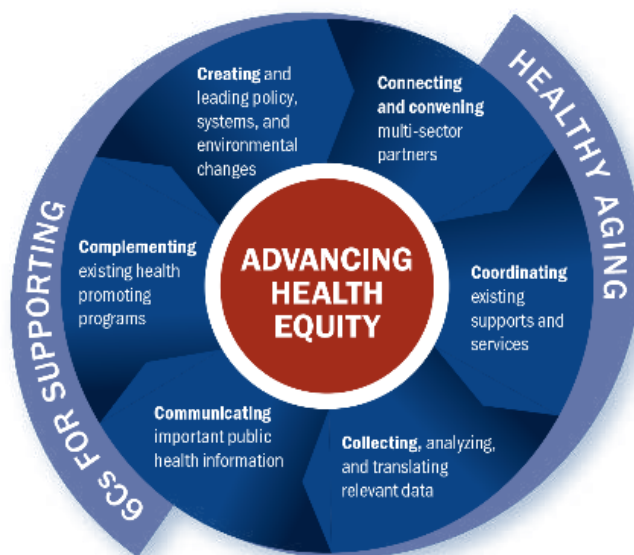 6Cs FOR SUPPORTING
HEALTHY AGING
Creating and
leading policy,
systems, and
environmental
changes
Connecting
and convening
multi-sector
partners
Coordinating
existing
supports and
services
Collecting, analyzing,
and translating
relevant data
Communicating
important public
health information
Complementing
existing health
promoting
programs
ADVANCING
HEALTH
EQUITY